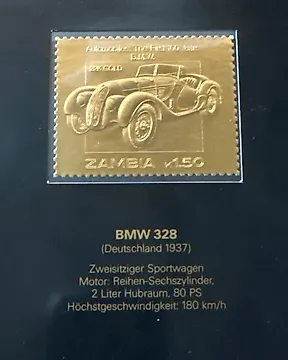 Automobiles: The First 100 Years
B.M.W.
23K GOLD
ZAMBIA K1.50
BMW 328
(Deutschland 1937)
Zweisitziger Sportwagen
Motor: Reihen-Sechszylinder,
2 Liter Hubraum, 80 PS
Höchstgeschwindigkeit: 180 km/h